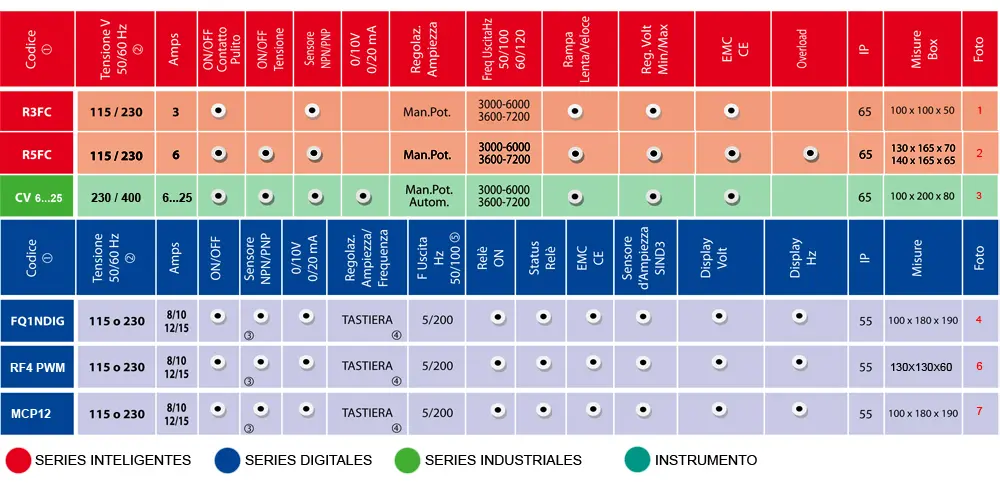 Codice ①
Tensione V 50/60 Hz ②
Amps
ON/OFF Contatto Pulito
ON/OFF Tensione
Sensore NPN/PNP
0/10V 0/20 mA
Regolaz. Ampiezza
Freq UscitaHz 50/100 60/120
Rampa Lenta/Veloce
Reg.Volt Min/Max
EMC CE
Overload
IP
Misure Box
Foto
R3FC 115 / 230 3 Man.Pot. 3000-6000 3600-7200 65 100 x 100 x 50 1
R5FC 115 / 230 6 Man.Pot. 3000-6000 3600-7200 65 130 x 165 x 70 140 x 165 x 65 2
CV 6...25 230 / 400 6...25 Man.Pot. Autom. 3000-6000 3600-7200 65 100 x 200 x 80 3
Codice ①
Tensione 50/60 Hz ②
Amps
ON/OFF
Sensore NPN/PNP
0/10V 0/20 mA
Regolaz. Ampiezza/ Frequenza
F Uscita Hz 50/100 ⑤
Relè ON
Status Relè
EMC CE
Sensore d'Ampiezza SIND3
Display Volt
Display Hz
IP
Misure
Foto
FQ1NDIG 115 o 230 8/10 12/15 ③ TASTIERA ④ 5/200 55 100 x 180 x 190 4
RF4 PWM 115 o 230 8/10 12/15 ③ TASTIERA ④ 5/200 55 130x130x60 6
MCP12 115 o 230 8/10 12/15 ③ TASTIERA ④ 5/200 55 100 x 180 x 190 7
SERIES INTELIGENTES SERIES DIGITALES SERIES INDUSTRIALES INSTRUMENTO